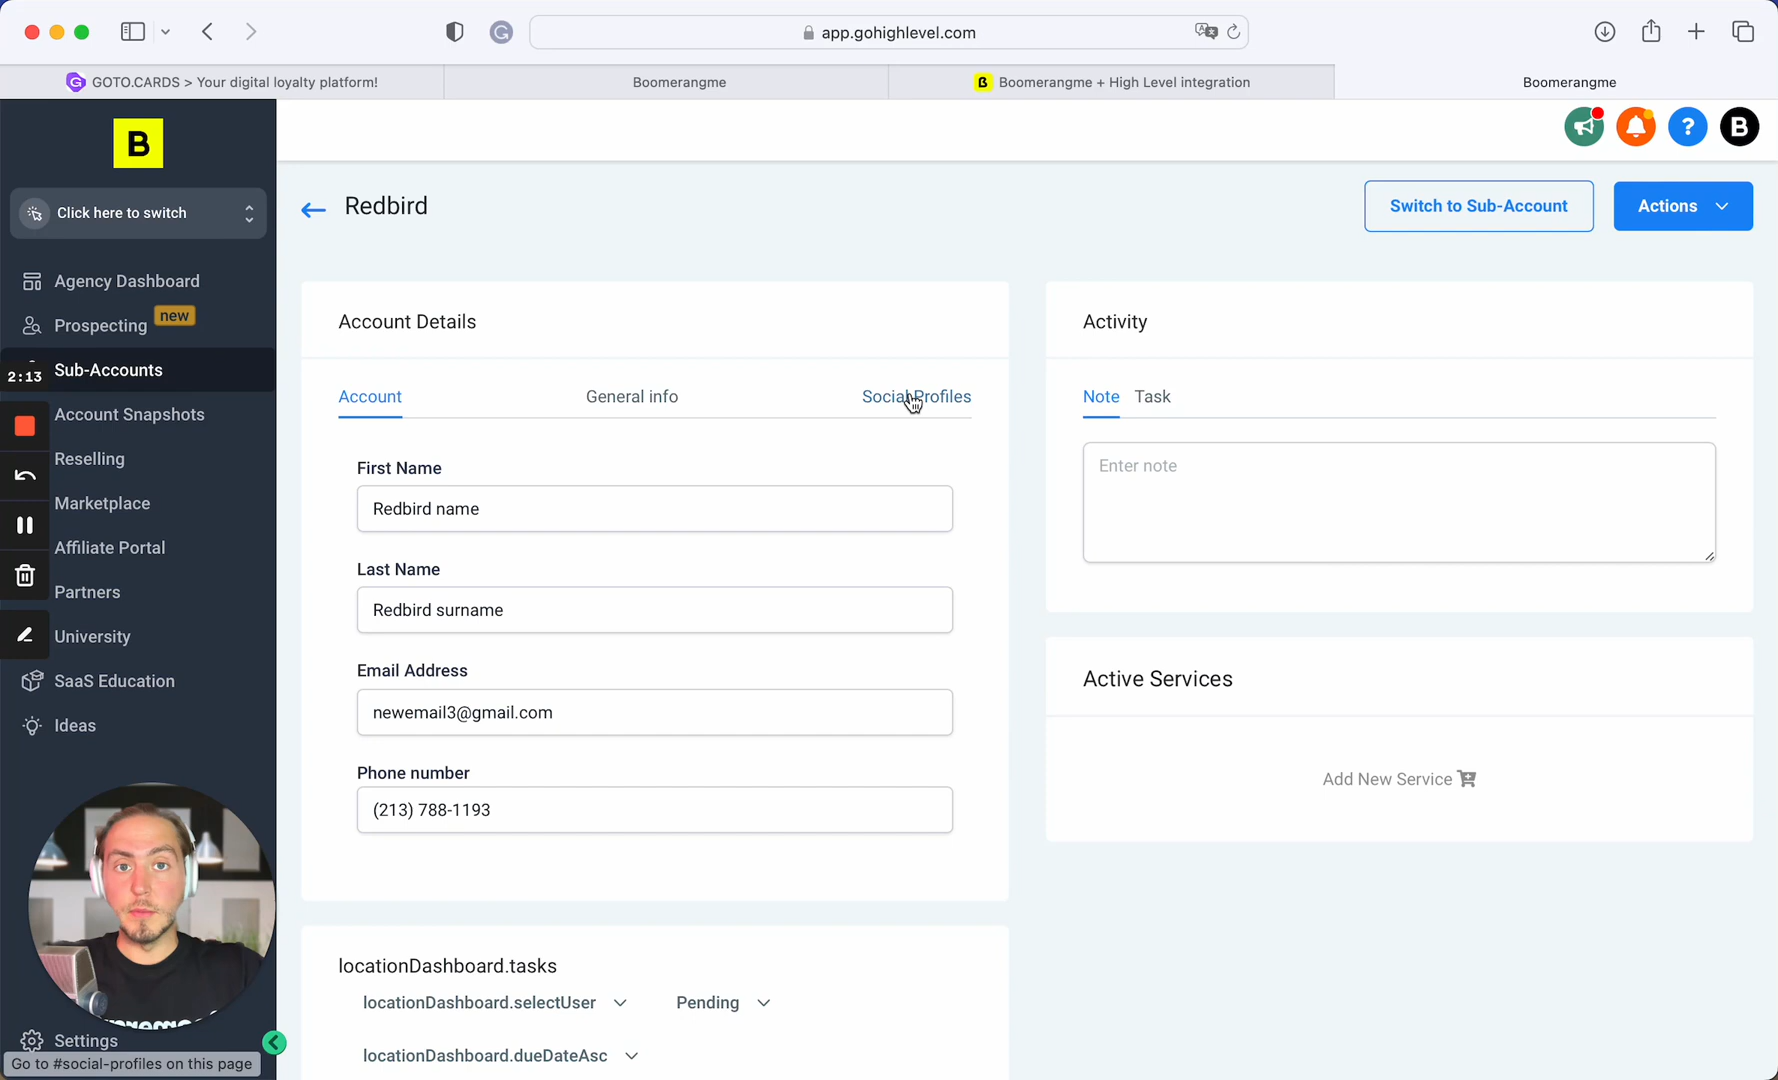 app.gohighlevel.com
GOTO.CARDS > Your digital loyalty platform!
Boomerangme
Boomerangme + High Level integration
Boomerangme
B
Click here to switch
Redbird
Switch to Sub-Account
Actions
Agency Dashboard
Prospecting
new
2:13
Sub-Accounts
Account Snapshots
Reselling
Marketplace
Affiliate Portal
Partners
University
SaaS Education
Ideas
Settings
Go to #social-profiles on this page
Account Details
Account
General info
Social Profiles
First Name
Redbird name
Last Name
Redbird surname
Email Address
newemail3@gmail.com
Phone number
(213) 788-1193
locationDashboard.tasks
locationDashboard.selectUser
Pending
locationDashboard.dueDateAsc
?
B
Activity
Note
Task
Enter note
Active Services
Add New Service